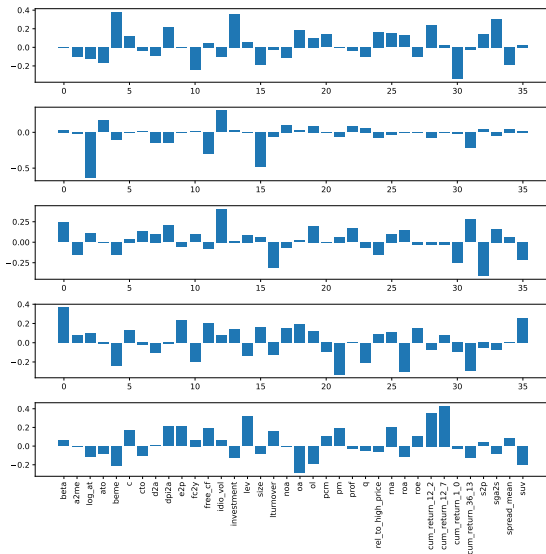 0.2
0.0
−0.2
0 5 10 15 20 25 30 35
0.0
−0.5
0 5 10 15 20 25 30 35
0.25
0.00
−0.25
0 5 10 15 20 25 30 35
0.4
0.2
0.0
−0.2
0 5 10 15 20 25 30 35
0.4
0.2
0.0
−0.2
beta
a2me
log_at
ato
beme
c
cto
d2a
dpi2a
e2p
fc2y
free_cf
idio_vol
investment
lev
size
lturnover
noa
oa
ol
pcm
pm
prof
q
rel_to_high_price
rna
roa
roe
cum_return_12_2
cum_return_12_7
cum_return_1_0
cum_return_36_13
s2p
sga2s
spread_mean
suv